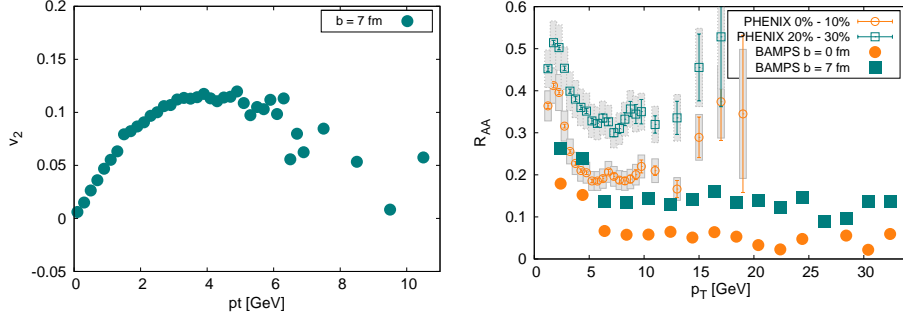 0.2
0.15
0.1
0.05
0
-0.05
v2
0 2 4 6 8 10
pt [GeV]
b = 7 fm
0.6
0.5
0.4
0.3
0.2
0.1
0
RAA
0 5 10 15 20 25 30
pT [GeV]
PHENIX 0% - 10%
PHENIX 20% - 30%
BAMPS b = 0 fm
BAMPS b = 7 fm